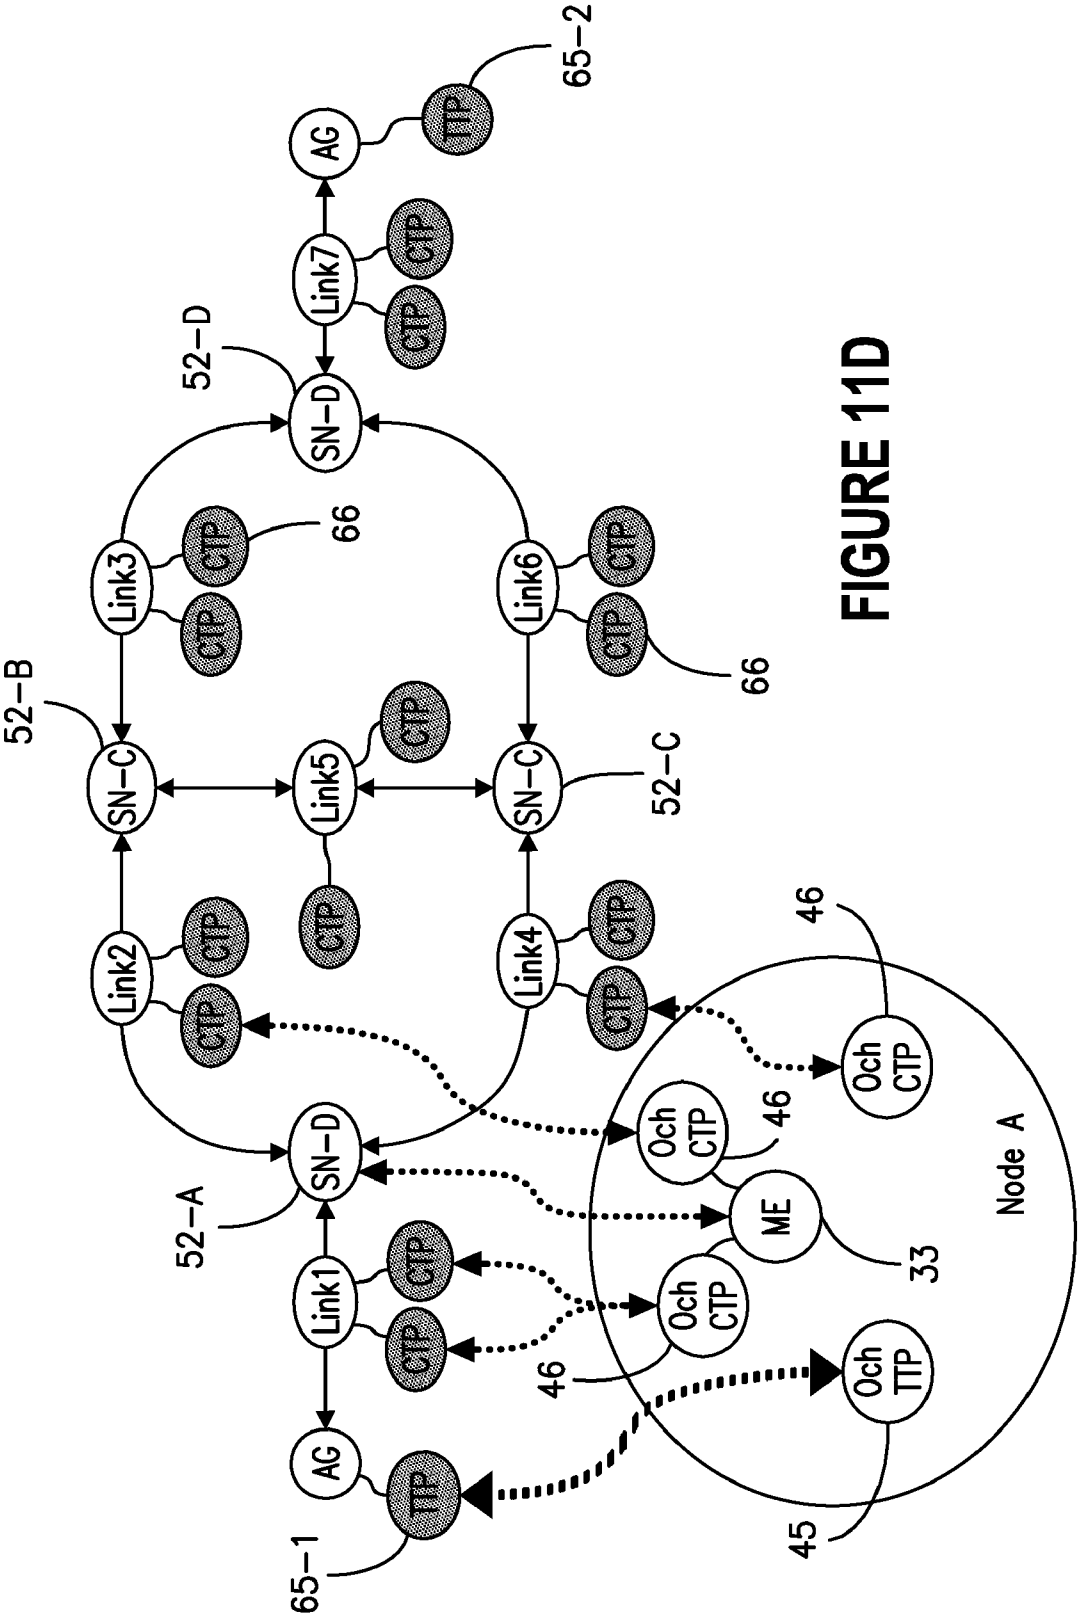 65-1
AG
TTP
Link1
CTP
CTP
52-A
SN-D
Link2
CTP
CTP
52-B
SN-C
Link3
CTP
CTP
66
52-D
SN-D
Link7
CTP
CTP
AG
TTP
65-2
Link5
CTP
CTP
Link4
CTP
CTP
SN-C
52-C
Link6
CTP
CTP
66
45
Och
TTP
46
Och
CTP
ME
33
Och
CTP
46
Och
CTP
46
Node A
FIGURE 11D